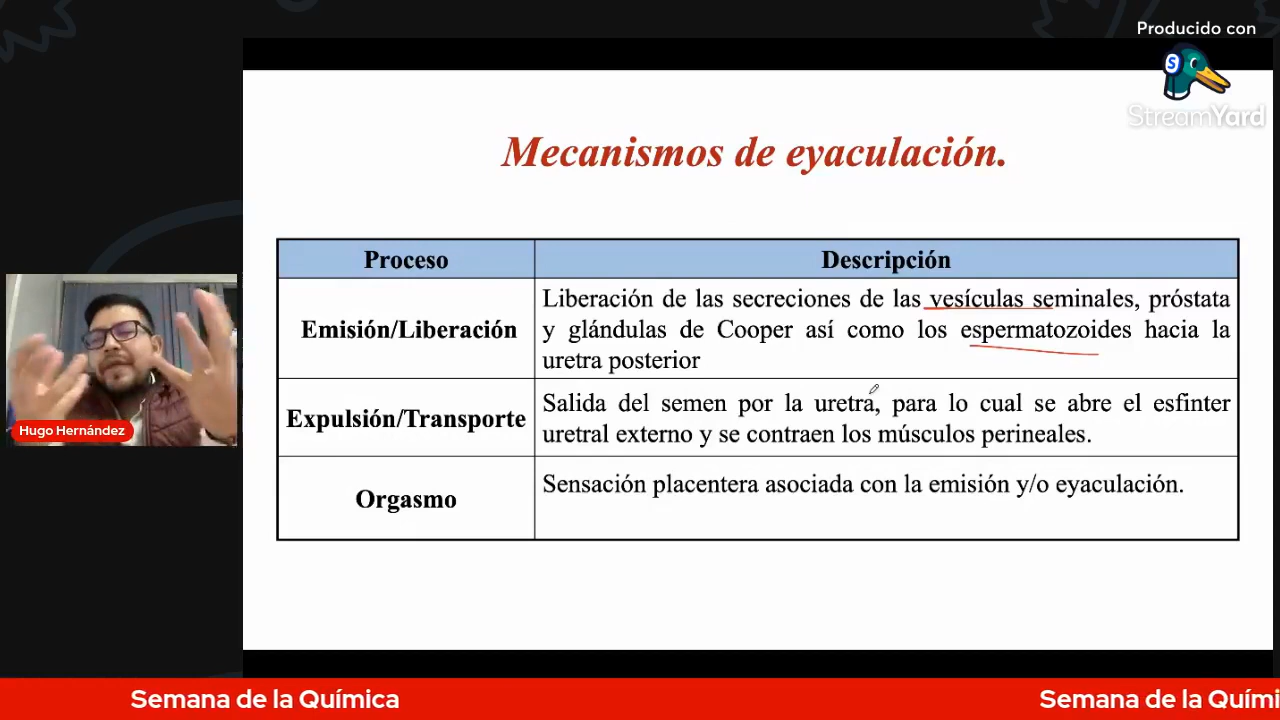 Producido con
StreamYard
Mecanismos de eyaculación.
Proceso
Descripción
Emisión/Liberación
Liberación de las secreciones de las vesículas seminales, próstata
y glándulas de Cooper así como los espermatozoides hacia la
uretra posterior
Expulsión/Transporte
Salida del semen por la uretra, para lo cual se abre el esfinter
uretral externo y se contraen los músculos perineales.
Orgasmo
Sensación placentera asociada con la emisión y/o eyaculación.
Hugo Hernández
Semana de la Química
Semana de la Quími